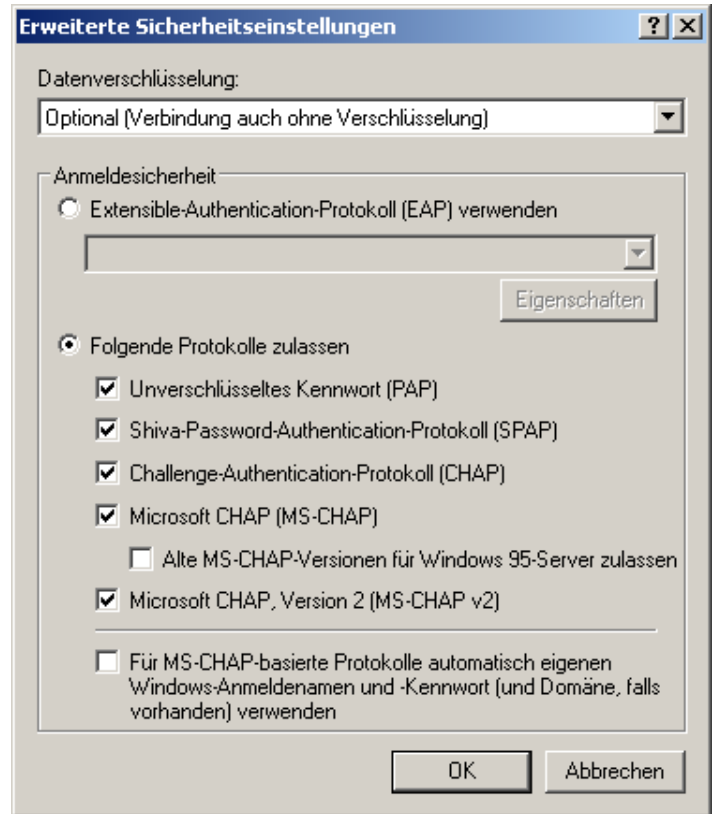 Erweiterte Sicherheitseinstellungen
Datenverschlüsselung:
Optional (Verbindung auch ohne Verschlüsselung)
Anmeldesicherheit
Extensible-Authentication-Protokoll (EAP) verwenden
Eigenschaften
Folgende Protokolle zulassen
Unverschlüsseltes Kennwort (PAP)
Shiva-Password-Authentication-Protokoll (SPAP)
Challenge-Authentication-Protokoll (CHAP)
Microsoft CHAP (MS-CHAP)
Alte MS-CHAP-Versionen für Windows 95-Server zulassen
Microsoft CHAP, Version 2 (MS-CHAP v2)
Für MS-CHAP-basierte Protokolle automatisch eigenen
Windows-Anmeldenamen und -Kennwort (und Domäne, falls
vorhanden) verwenden
OK Abbrechen